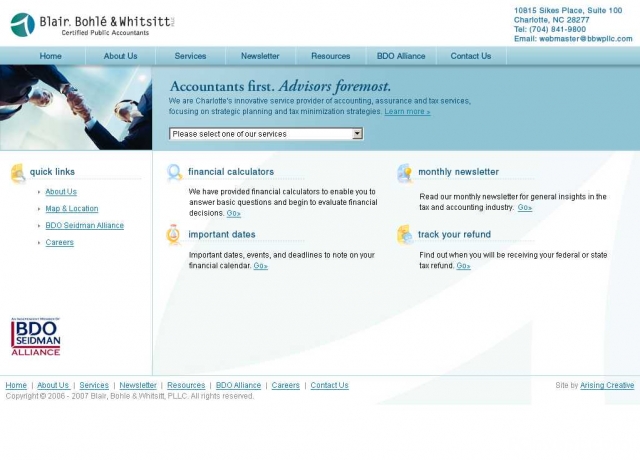 Blair, Bohlé & Whitsitt PLLC
Certified Public Accountants
10815 Sikes Place, Suite 100
Charlotte, NC 28277
Tel: (704) 841-9800
Email: webmaster@bbwpllc.com
Home About Us Services Newsletter Resources BDO Alliance Contact Us
Accountants first. Advisors foremost.
We are Charlotte's innovative service provider of accounting, assurance and tax services,
focusing on strategic planning and tax minimization strategies. Learn more »
Please select one of our services
quick links
About Us
Map & Location
BDO Seidman Alliance
Careers
financial calculators
We have provided financial calculators to enable you to
answer basic questions and begin to evaluate financial
decisions. Go»
monthly newsletter
Read our monthly newsletter for general insights in the
tax and accounting industry. Go»
important dates
Important dates, events, and deadlines to note on your
financial calendar. Go»
track your refund
Find out when you will be receiving your federal or state
tax refund. Go»
AN INDEPENDENT MEMBER OF
BDO
SEIDMAN
ALLIANCE
Home | About Us | Services | Newsletter | Resources | BDO Alliance | Careers | Contact Us
Site by Arising Creative
Copyright © 2006 - 2007 Blair, Bohle & Whitsitt, PLLC. All rights reserved.